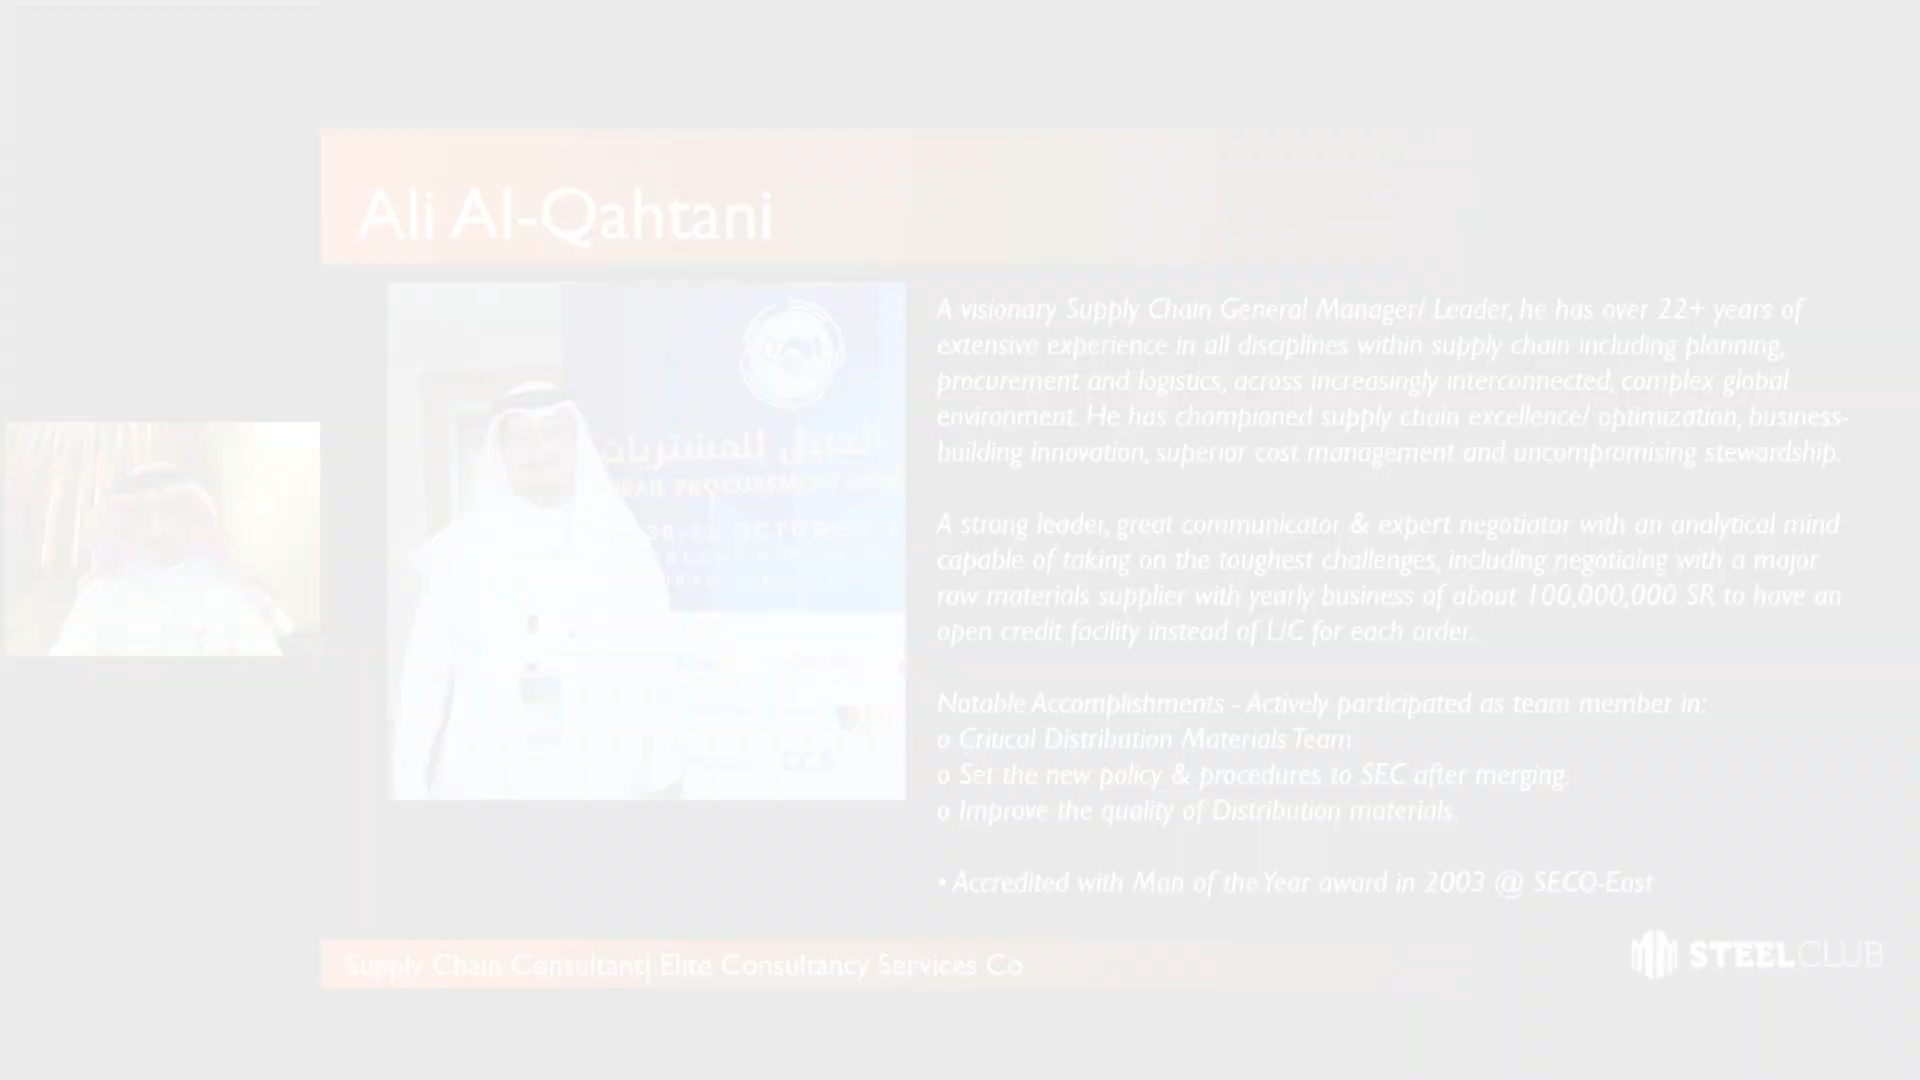 Ali Al-Qahtani
A visionary Supply Chain General Manager/ Leader, he has over 22+ years of
extensive experience in all disciplines within supply chain including planning,
procurement and logistics, across increasingly interconnected, complex global
environment. He has championed supply chain excellence/ optimization, business-
building innovation, superior cost management and uncompromising stewardship.
A strong leader, great communicator & expert negotiator with an analytical mind
capable of taking on the toughest challenges, including negotiaing with a major
raw materials supplier with yearly business of about 100,000,000 SR to have an
open credit facility instead of L/C for each order.
Notable Accomplishments - Actively participated as team member in:
o Critical Distribution Materials Team
o Set the new policy & procedures to SEC after merging.
o Improve the quality of Distribution materials.
• Accredited with Man of the Year award in 2003 @ SECO-East
للمشتريات
PROCUREMENT
OCTOBER
Supply Chain Consultant| Elite Consultancy Services Co
STEELCLUB